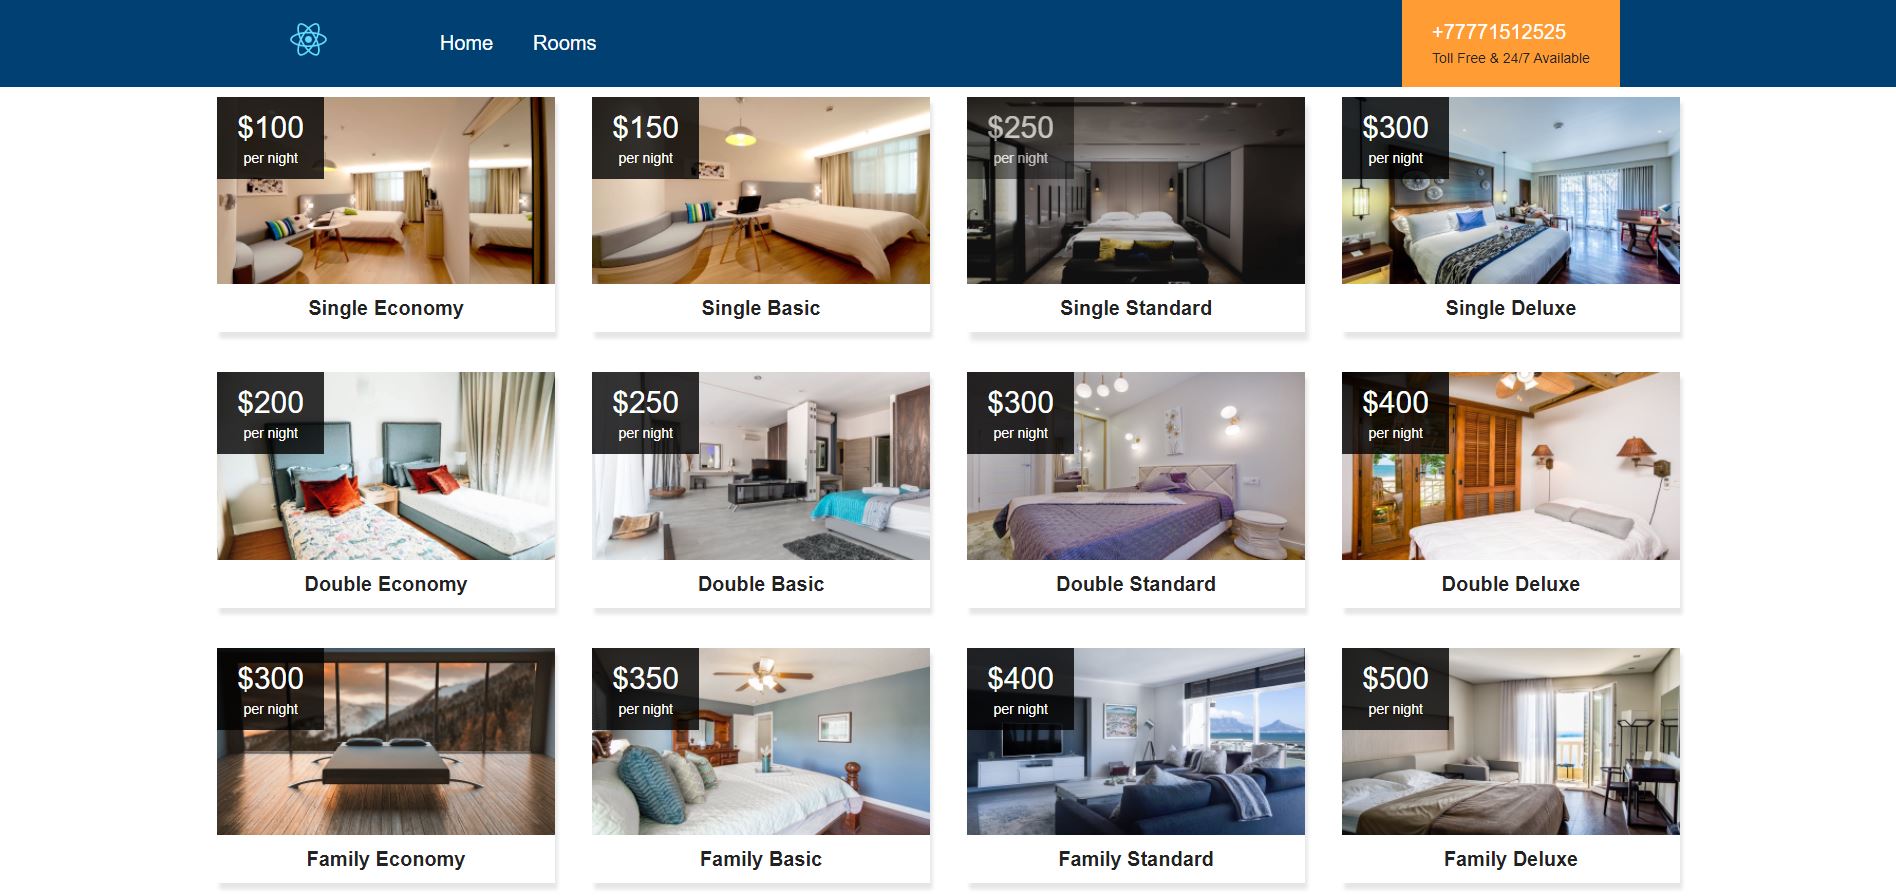 Home
Rooms
+77771512525
Toll Free & 24/7 Available
$100
per night
Single Economy
$150
per night
Single Basic
$250
per night
Single Standard
$300
per night
Single Deluxe
$200
per night
Double Economy
$250
per night
Double Basic
$300
per night
Double Standard
$400
per night
Double Deluxe
$300
per night
Family Economy
$350
per night
Family Basic
$400
per night
Family Standard
$500
per night
Family Deluxe